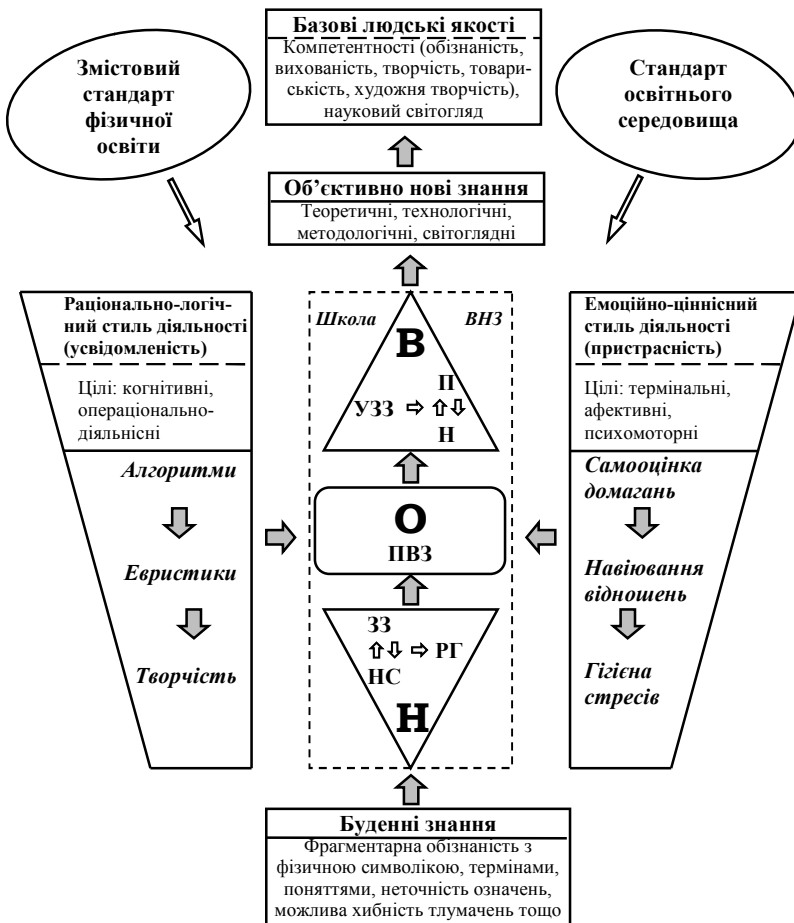 Базові людські якості
Компетентності (обізнаність,
вихованість, творчість, товари-
ськість, художня творчість),
науковий світогляд
Змістовий
стандарт
фізичної
освіти
Стандарт
освітнього
середовища
Об’єктивно нові знання
Теоретичні, технологічні,
методологічні, світоглядні
Раціонально-логіч-
ний стиль діяльності
(усвідомленість)
Цілі: когнітивні,
операціонально-
діяльнісні
Алгоритми
Евристики
Творчість
Школа
ВНЗ
В
П
УЗЗ
Н
О
ПВЗ
ЗЗ
РГ
НС
Н
Емоційно-ціннісний
стиль діяльності
(пристрасність)
Цілі: термінальні,
афективні,
психомоторні
Самооцінка
домагань
Навіювання
відношень
Гігієна
стресів
Буденні знання
Фрагментарна обізнаність з
фізичною символікою, термінами,
поняттями, неточність означень,
можлива хибність тлумачень тощо